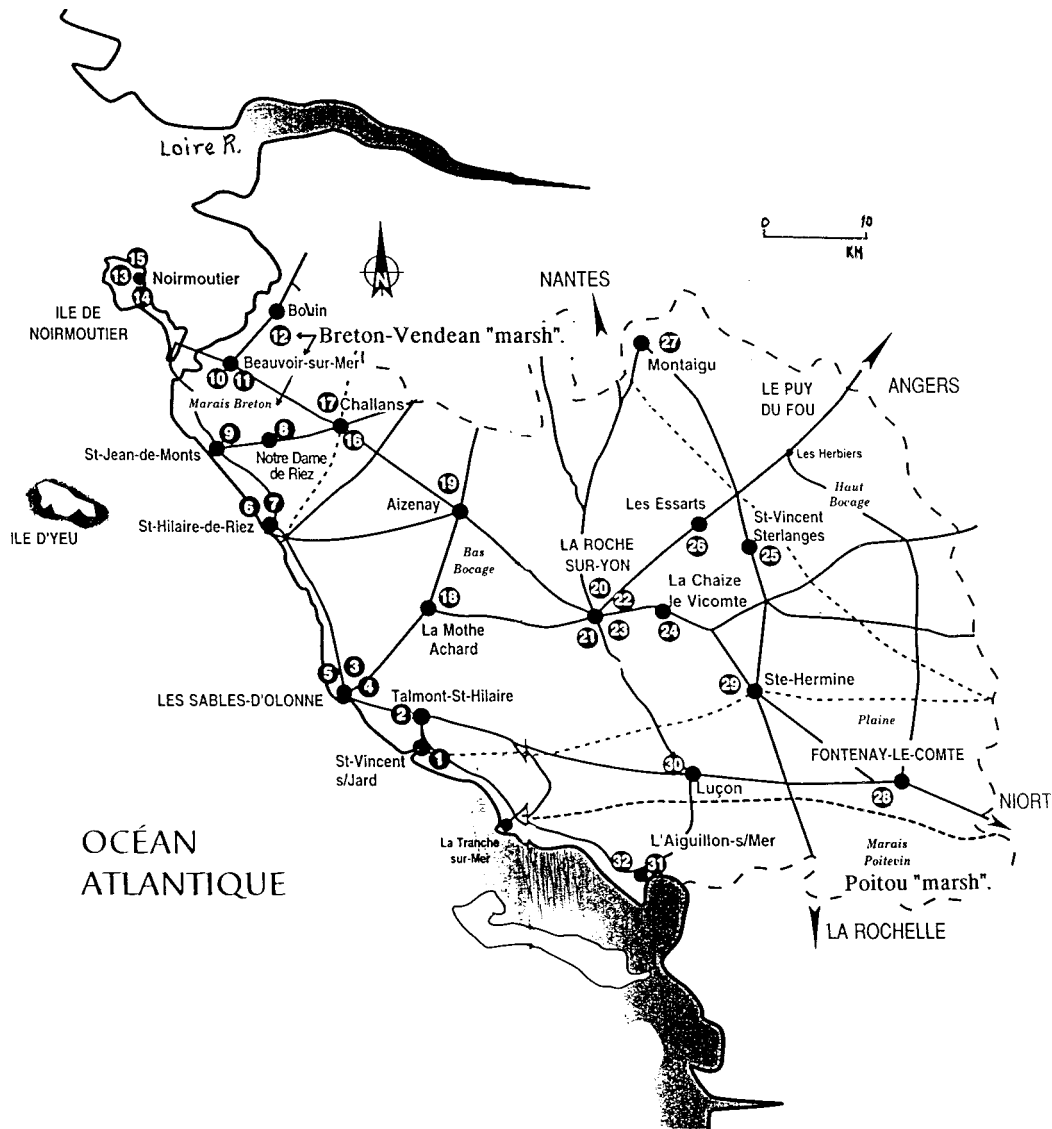 Loire R.
0 10
KM
N
NANTES
15
13
Noirmoutier
14
ILE DE
NOIRMOUTIER
Bouin
12
Breton-Vendean "marsh".
Beauvoir-sur-Mer
10
11
Marais Breton
17
Challans
16
27
Montaigu
LE PUY
DU FOU
ANGERS
9
8
St-Jean-de-Monts
Notre Dame
de Riez
Les Herbiers
Haut
Bocage
6
7
St-Hilaire-de-Riez
ILE D'YEU
19
Aizenay
Les Essarts
26
St-Vincent
Sterlanges
25
LA ROCHE
SUR-YON
Bas
Bocage
20
22
21
23
La Chaize
le Vicomte
24
18
La Mothe
Achard
3
5
4
LES SABLES-D'OLONNE
Talmont-St-Hilaire
2
29
Ste-Hermine
Plaine
St-Vincent
s/Jard
1
30
Luçon
FONTENAY-LE-COMTE
28
NIORT
La Tranche
sur-Mer
L'Aiguillon-s/Mer
32
31
Marais
Poitevin
Poitou "marsh".
OCÉAN
ATLANTIQUE
LA ROCHELLE